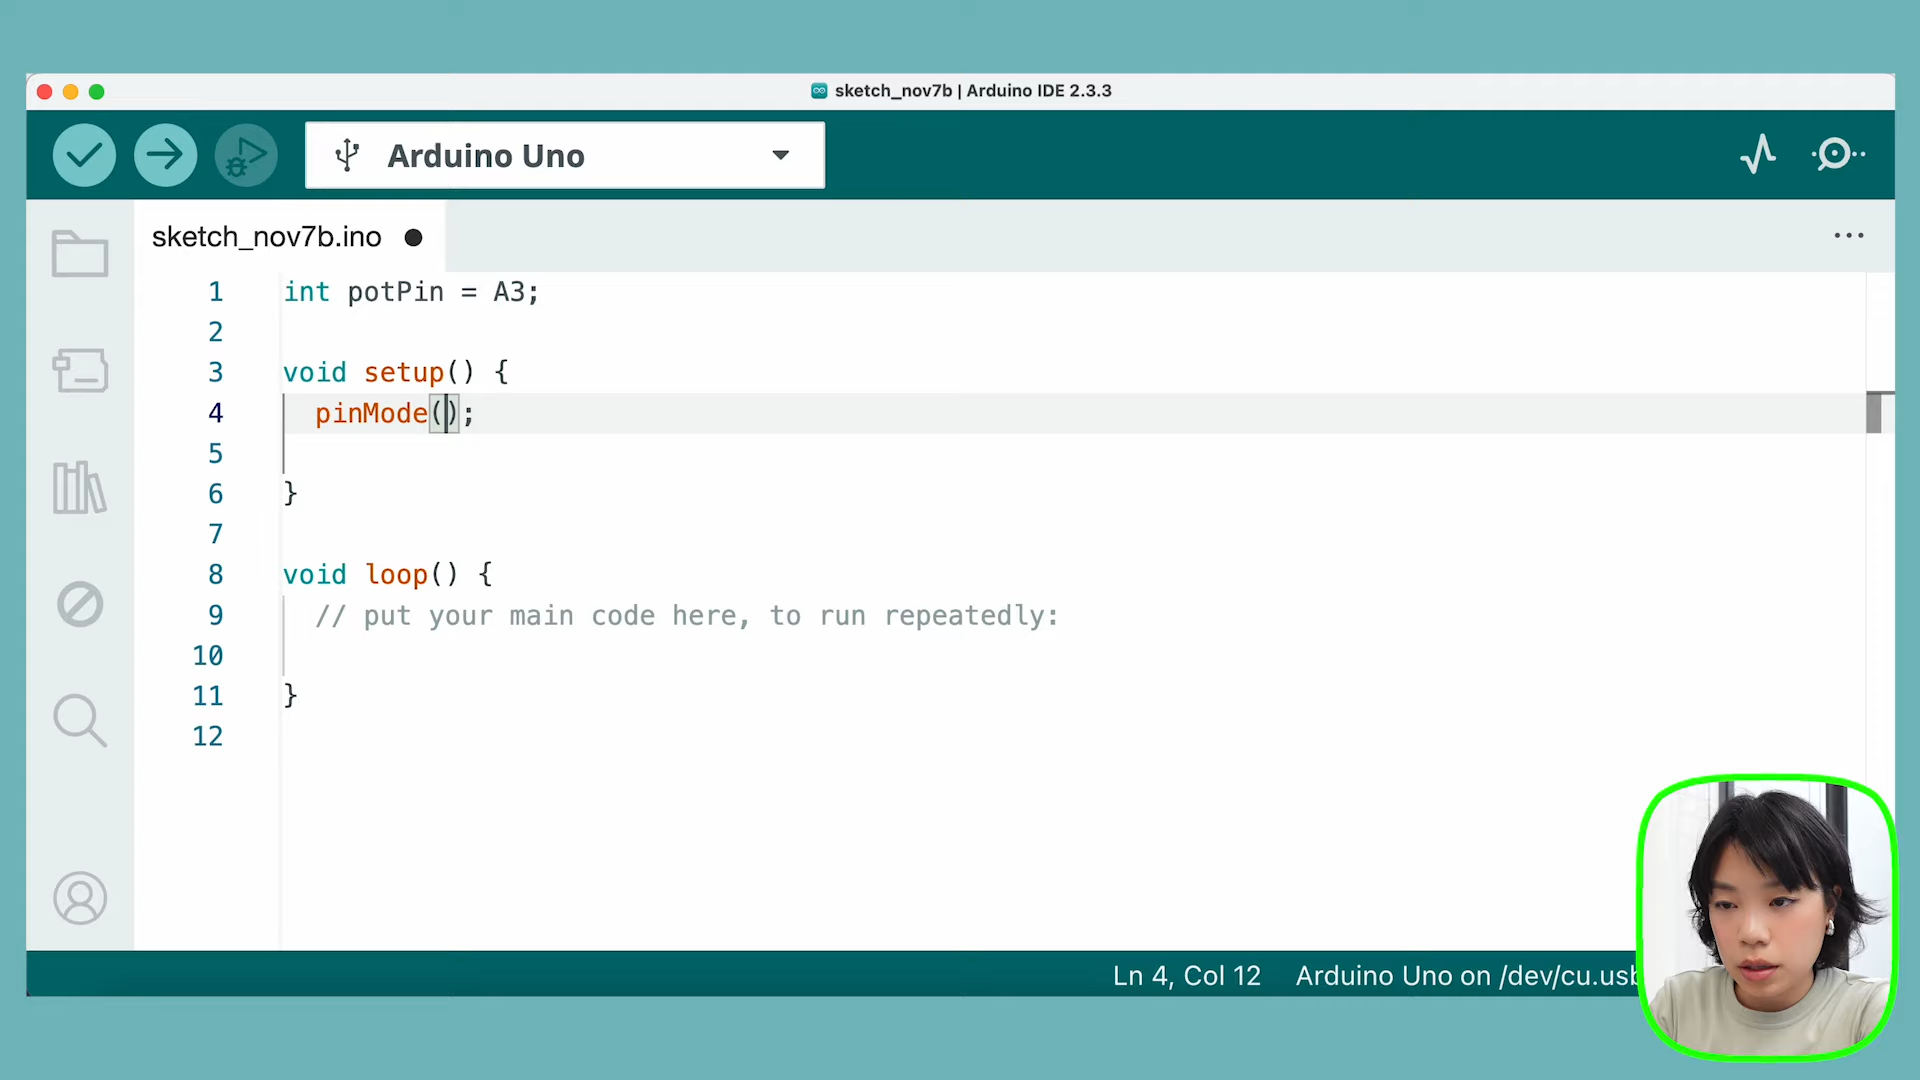 sketch_nov7b | Arduino IDE 2.3.3
Arduino Uno
sketch_nov7b.ino
1 int potPin = A3;
2
3 void setup() {
4 pinMode();
5
6 }
7
8 void loop() {
9 // put your main code here, to run repeatedly:
10
11 }
12
Ln 4, Col 12 Arduino Uno on /dev/cu.usb